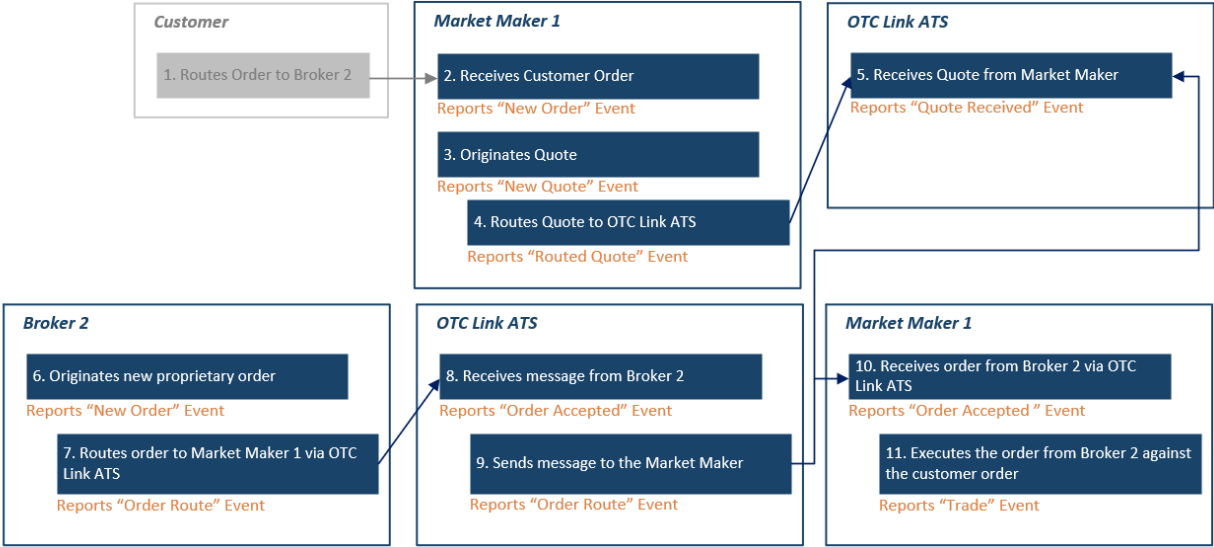 Customer
1. Routes Order to Broker 2
Market Maker 1
2. Receives Customer Order
Reports “New Order” Event
3. Originates Quote
Reports “New Quote” Event
4. Routes Quote to OTC Link ATS
Reports “Routed Quote” Event
OTC Link ATS
5. Receives Quote from Market Maker
Reports “Quote Received” Event
Broker 2
6. Originates new proprietary order
Reports “New Order” Event
7. Routes order to Market Maker 1 via OTC
Link ATS
Reports “Order Route” Event
OTC Link ATS
8. Receives message from Broker 2
Reports “Order Accepted” Event
9. Sends message to the Market Maker
Reports “Order Route” Event
Market Maker 1
10. Receives order from Broker 2 via OTC
Link ATS
Reports “Order Accepted ” Event
11. Executes the order from Broker 2 against
the customer order
Reports “Trade” Event